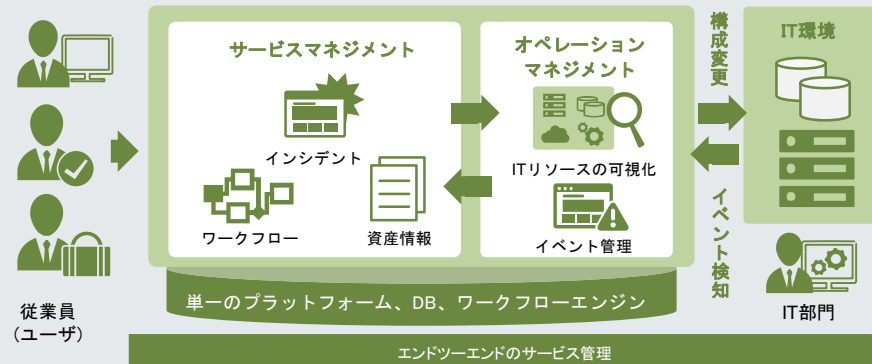 サービスマネジメント
インシデント
ワークフロー
資産情報
オペレーション
マネジメント
ITリソースの可視化
イベント管理
構成変更
イベント検知
IT環境
IT部門
従業員
(ユーザ)
単一のプラットフォーム、DB、ワークフローエンジン
エンドツーエンドのサービス管理